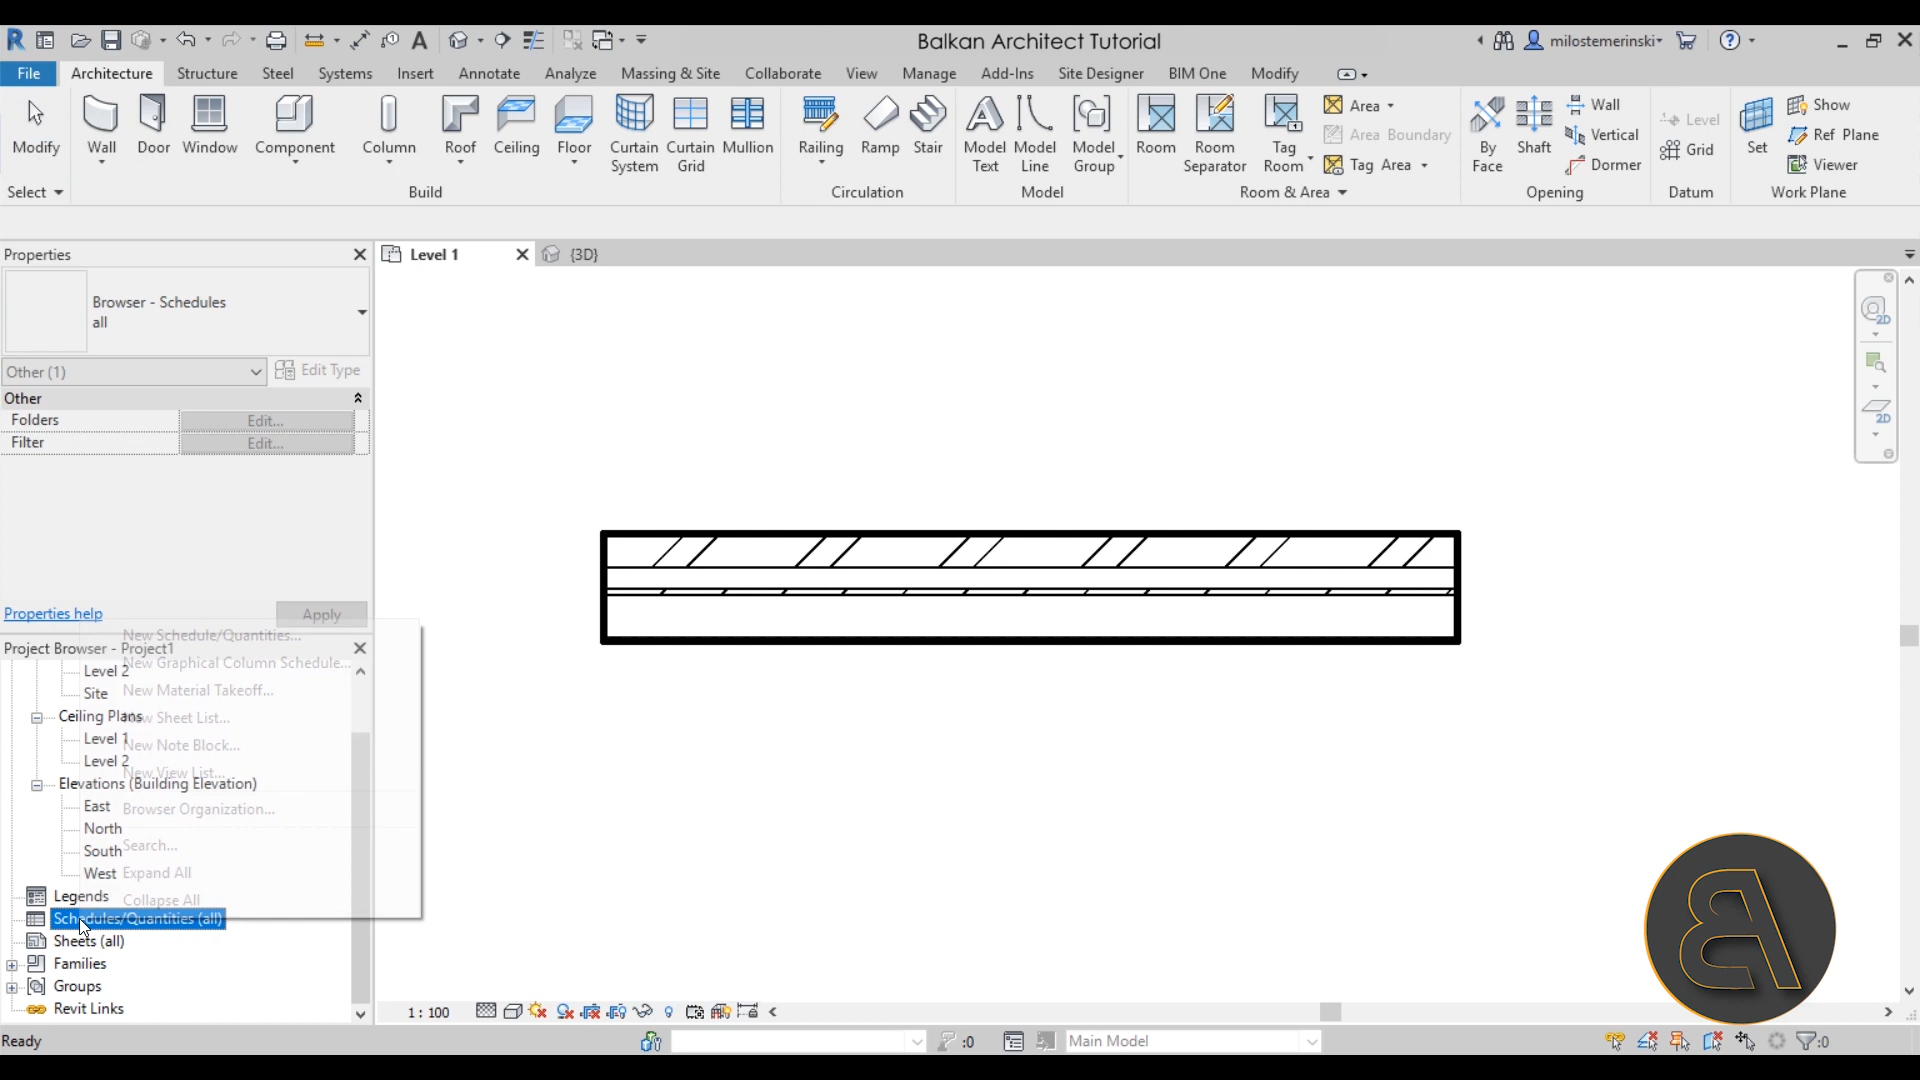 Balkan Architect Tutorial
milostemerinski
File Architecture Structure Steel Systems Insert Annotate Analyze Massing & Site Collaborate View Manage Add-Ins Site Designer BIM One Modify
Modify
Wall
Door
Window
Component
Column
Roof
Ceiling
Floor
Curtain System
Curtain Grid
Mullion
Railing
Ramp
Stair
Model Text
Model Line
Model Group
Room
Room Separator
Tag Room
Area
Area Boundary
Tag Area
By Face
Shaft
Wall
Vertical
Dormer
Level
Grid
Set
Show
Ref Plane
Viewer
Select
Build
Circulation
Model
Room & Area
Opening
Datum
Work Plane
Properties
Level 1
{3D}
Browser - Schedules
all
Other (1)
Edit Type
Other
Folders Edit...
Filter Edit...
Properties help
Apply
Project Browser - Project1
Level 2
Site
Ceiling Plans
Level 1
Level 2
Elevations (Building Elevation)
East
North
South
West
Legends
Schedules/Quantities (all)
Sheets (all)
Families
Groups
Revit Links
New Schedule/Quantities...
New Graphical Column Schedule...
New Material Takeoff...
New Sheet List...
New Note Block...
New View List...
Browser Organization...
Search...
Expand All
Collapse All
1 : 100
Ready
:0
Main Model
:0
2D
2D